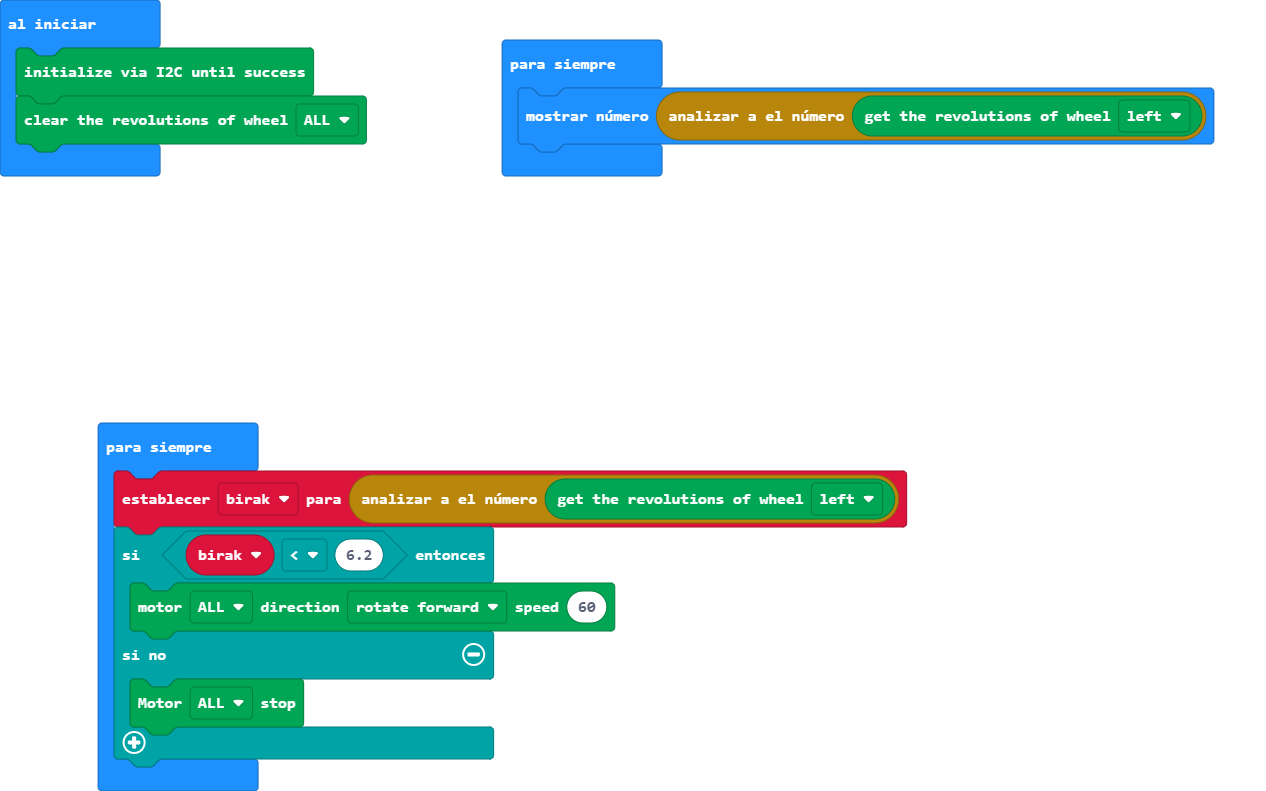 al iniciar
initialize via I2C until success
clear the revolutions of wheel ALL
para siempre
mostrar número analizar a el número get the revolutions of wheel left
para siempre
establecer birak para analizar a el número get the revolutions of wheel left
si birak < 6.2 entonces
motor ALL direction rotate forward speed 60
si no
Motor ALL stop